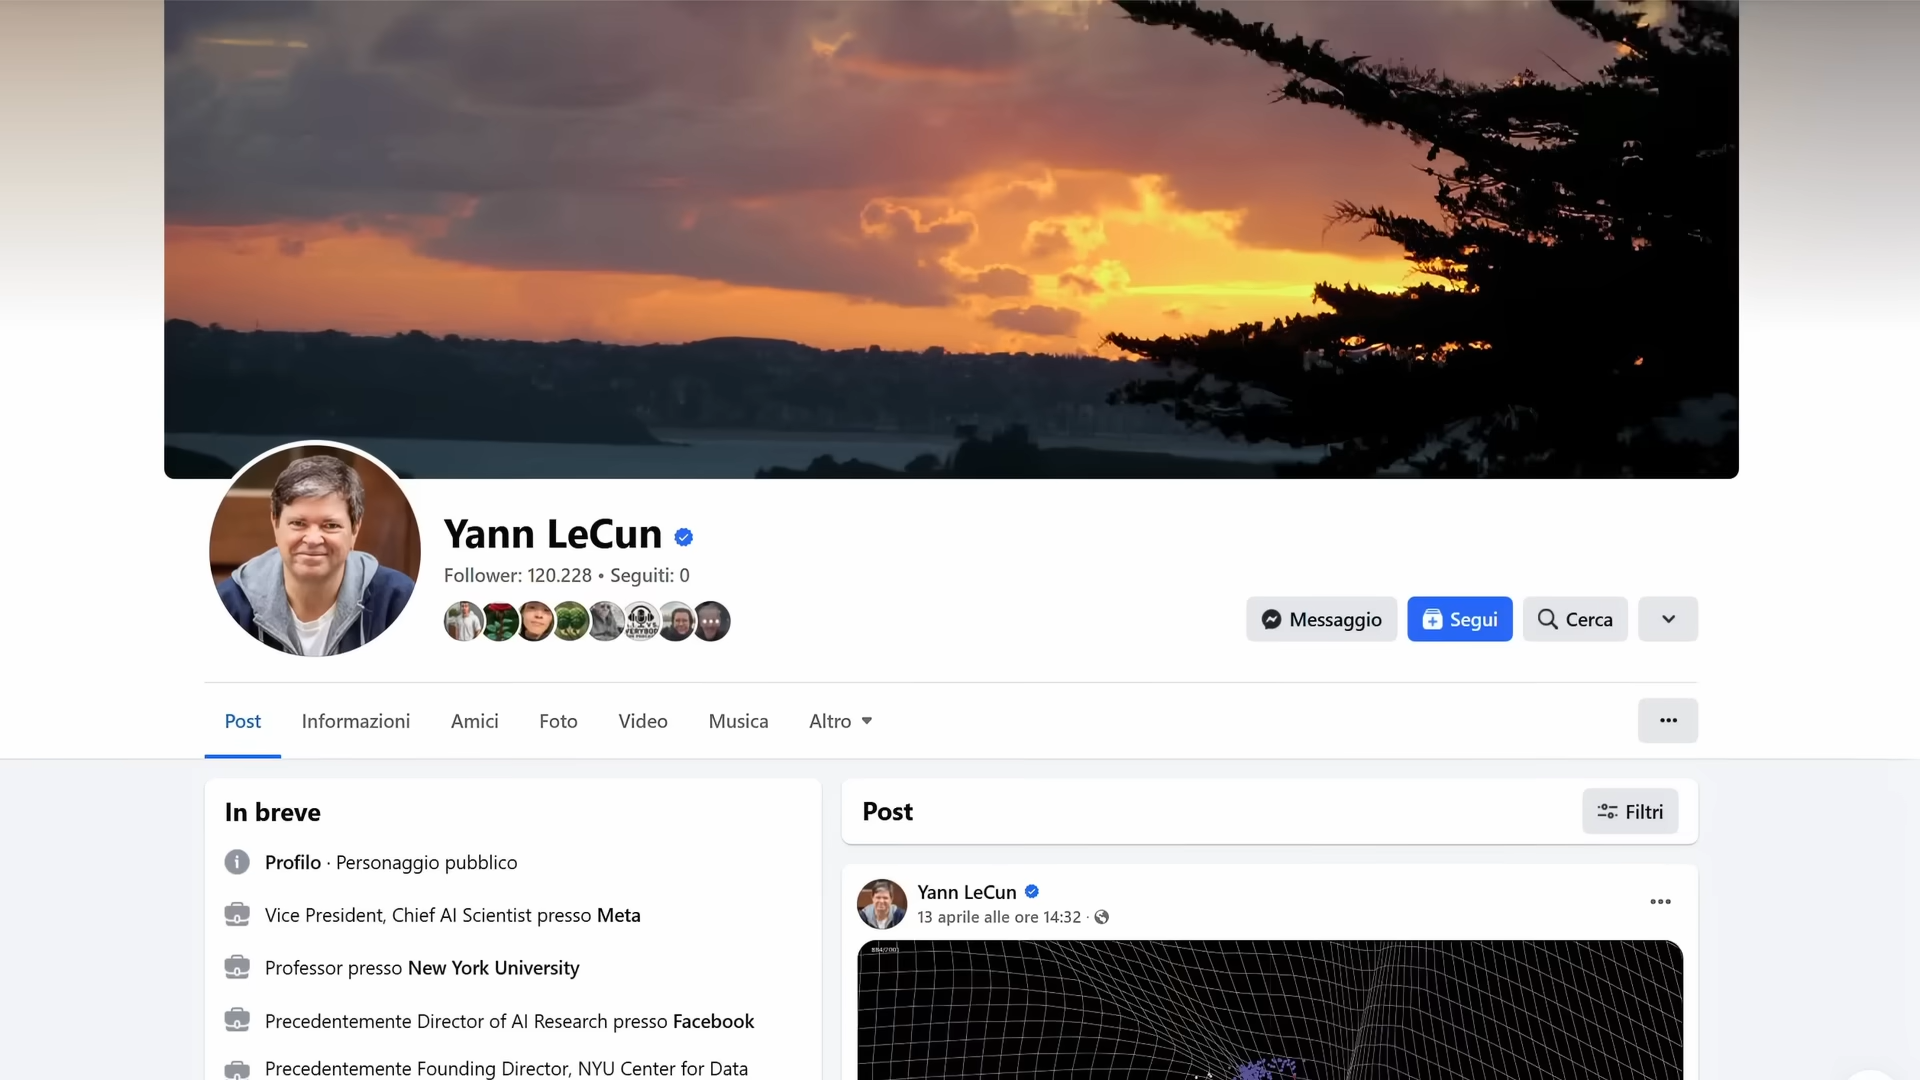 Yann LeCun
Follower: 120.228 • Seguiti: 0
Messaggio
Segui
Cerca
Post
Informazioni
Amici
Foto
Video
Musica
Altro
In breve
Profilo · Personaggio pubblico
Vice President, Chief AI Scientist presso Meta
Professor presso New York University
Precedentemente Director of AI Research presso Facebook
Precedentemente Founding Director, NYU Center for Data
Post
Filtri
Yann LeCun
13 aprile alle ore 14:32 ·